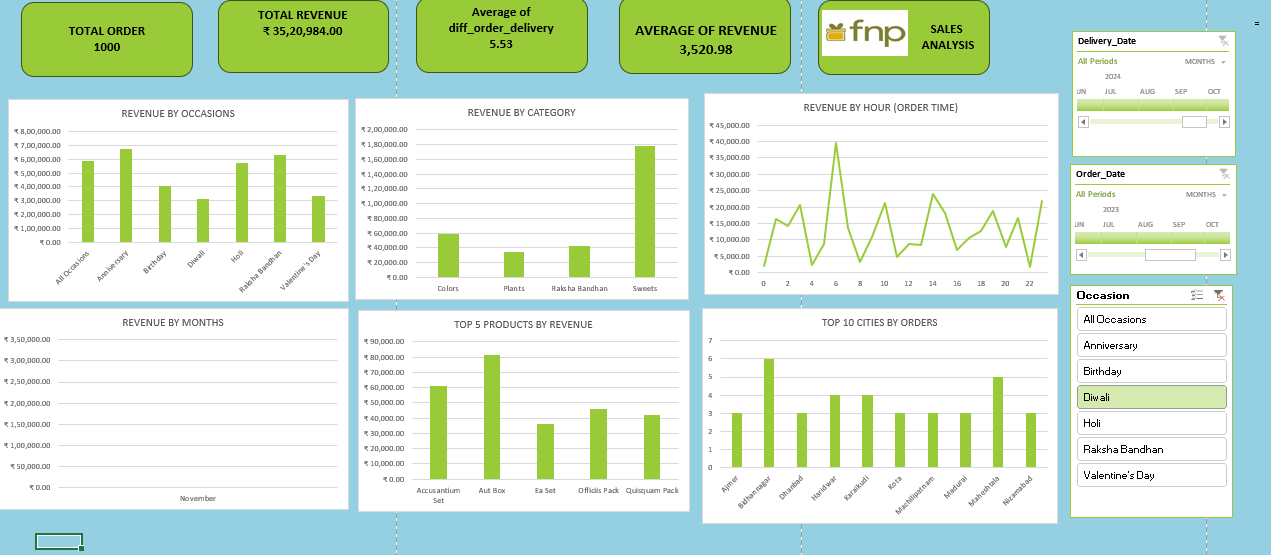 TOTAL ORDER
1000
TOTAL REVENUE
₹ 35,20,984.00
Average of
diff_order_delivery
5.53
AVERAGE OF REVENUE
3,520.98
fnp
SALES
ANALYSIS
=
Delivery_Date
All Periods MONTHS
2024
UN JUL AUG SEP OCT
Order_Date
All Periods MONTHS
2023
UN JUL AUG SEP OCT
Occasion
All Occasions
Anniversary
Birthday
Diwali
Holi
Raksha Bandhan
Valentine's Day
REVENUE BY OCCASIONS
₹ 8,00,000.00
₹ 7,00,000.00
₹ 6,00,000.00
₹ 5,00,000.00
₹ 4,00,000.00
₹ 3,00,000.00
₹ 2,00,000.00
₹ 1,00,000.00
₹ 0.00
All Occasions Anniversary Birthday Diwali Holi Raksha Bandhan Valentine's Day
REVENUE BY CATEGORY
₹ 2,00,000.00
₹ 1,80,000.00
₹ 1,60,000.00
₹ 1,40,000.00
₹ 1,20,000.00
₹ 1,00,000.00
₹ 80,000.00
₹ 60,000.00
₹ 40,000.00
₹ 20,000.00
₹ 0.00
Colors Plants Raksha Bandhan Sweets
REVENUE BY HOUR (ORDER TIME)
₹ 45,000.00
₹ 40,000.00
₹ 35,000.00
₹ 30,000.00
₹ 25,000.00
₹ 20,000.00
₹ 15,000.00
₹ 10,000.00
₹ 5,000.00
₹ 0.00
0 2 4 6 8 10 12 14 16 18 20 22
REVENUE BY MONTHS
₹ 3,50,000.00
₹ 3,00,000.00
₹ 2,50,000.00
₹ 2,00,000.00
₹ 1,50,000.00
₹ 1,00,000.00
₹ 50,000.00
₹ 0.00
November
TOP 5 PRODUCTS BY REVENUE
₹ 90,000.00
₹ 80,000.00
₹ 70,000.00
₹ 60,000.00
₹ 50,000.00
₹ 40,000.00
₹ 30,000.00
₹ 20,000.00
₹ 10,000.00
₹ 0.00
Accusantium Aut Box Ea Set Officiis Pack Quisquam Pack
Set
TOP 10 CITIES BY ORDERS
7
6
5
4
3
2
1
0
Ajmer Bidhannagar Dhanbad Haridwar Karaikudi Kota Machilipatnam Madurai Maheshtala Nizamabad